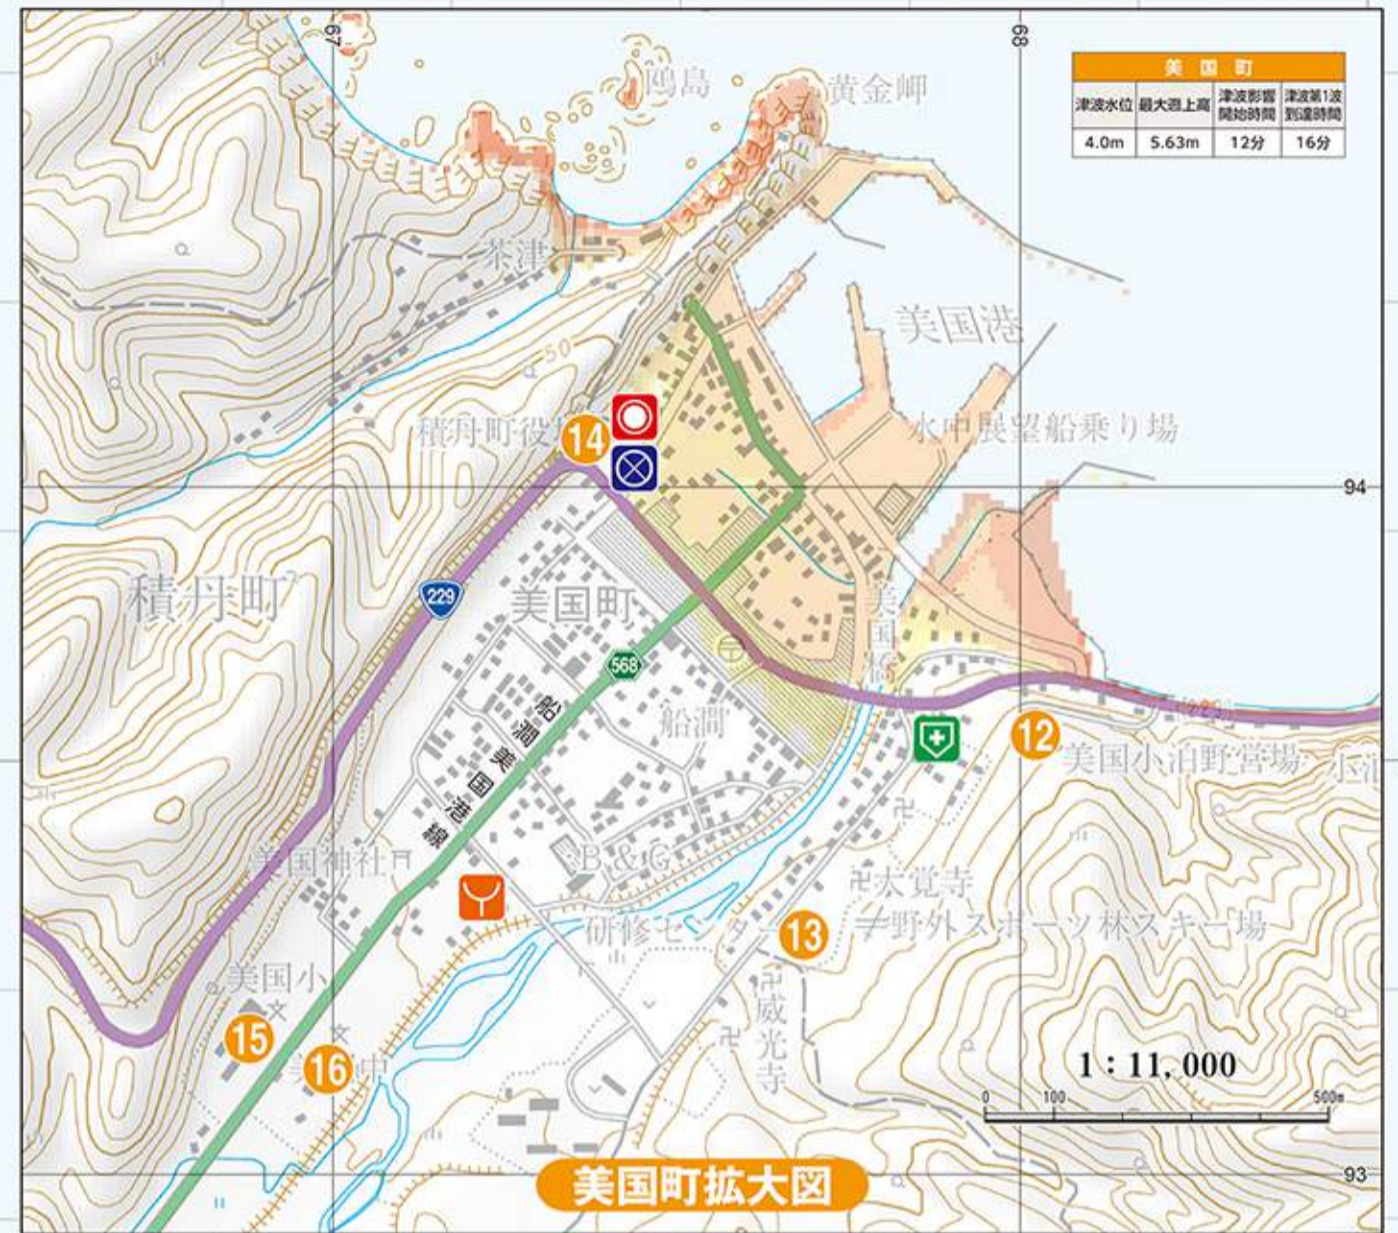 67
68
美国町
津波水位 最大遡上高 津波影響開始時間 津波第1波到達時間
4.0m 5.63m 12分 16分
鴎島
黄金岬
茶津
美国港
50
積丹町役
14
水中展望船乗り場
94
積丹町
229
美国町
美国橋
568
船澗
船澗美国港線
12
美国小泊野営場
美国神社
B＆G
研修センター
13
大覚寺
野外スポーツ林スキー場
美国小
威光寺
15
16
中
1：11,000
0 100 500m
93
美国町拡大図